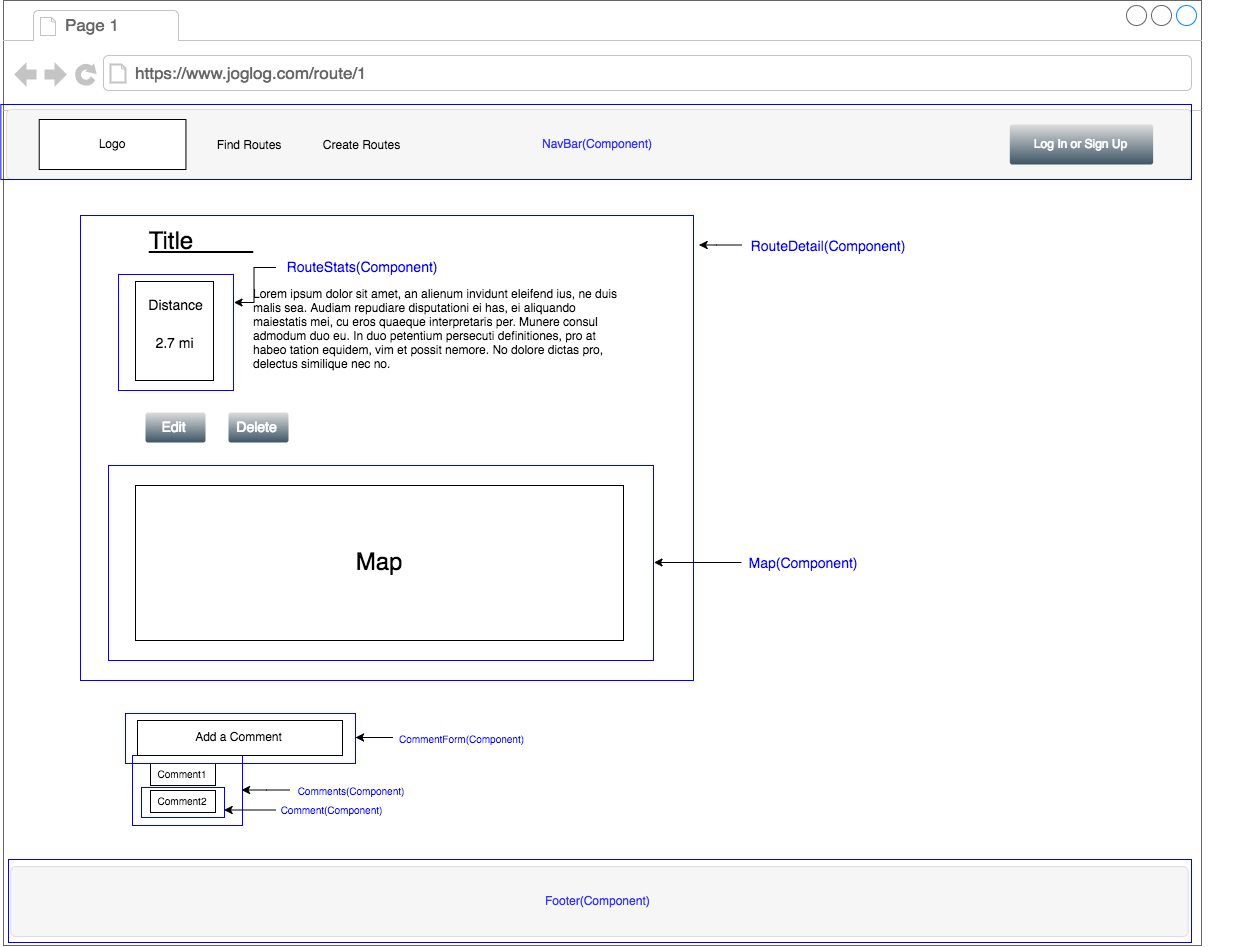 Page 1
https://www.joglog.com/route/1
Logo
Find Routes
Create Routes
NavBar(Component)
Log In or Sign Up
Title
RouteDetail(Component)
RouteStats(Component)
Distance
2.7 mi
Lorem ipsum dolor sit amet, an alienum invidunt eleifend ius, ne duis
malis sea. Audiam repudiare disputationi ei has, ei aliquando
maiestatis mei, cu eros quaeque interpretaris per. Munere consul
admodum duo eu. In duo petentium persecuti definitiones, pro at
habeo tation equidem, vim et possit nemore. No dolore dictas pro,
delectus similique nec no.
Edit
Delete
Map
Map(Component)
Add a Comment
CommentForm(Component)
Comment1
Comments(Component)
Comment2
Comment(Component)
Footer(Component)